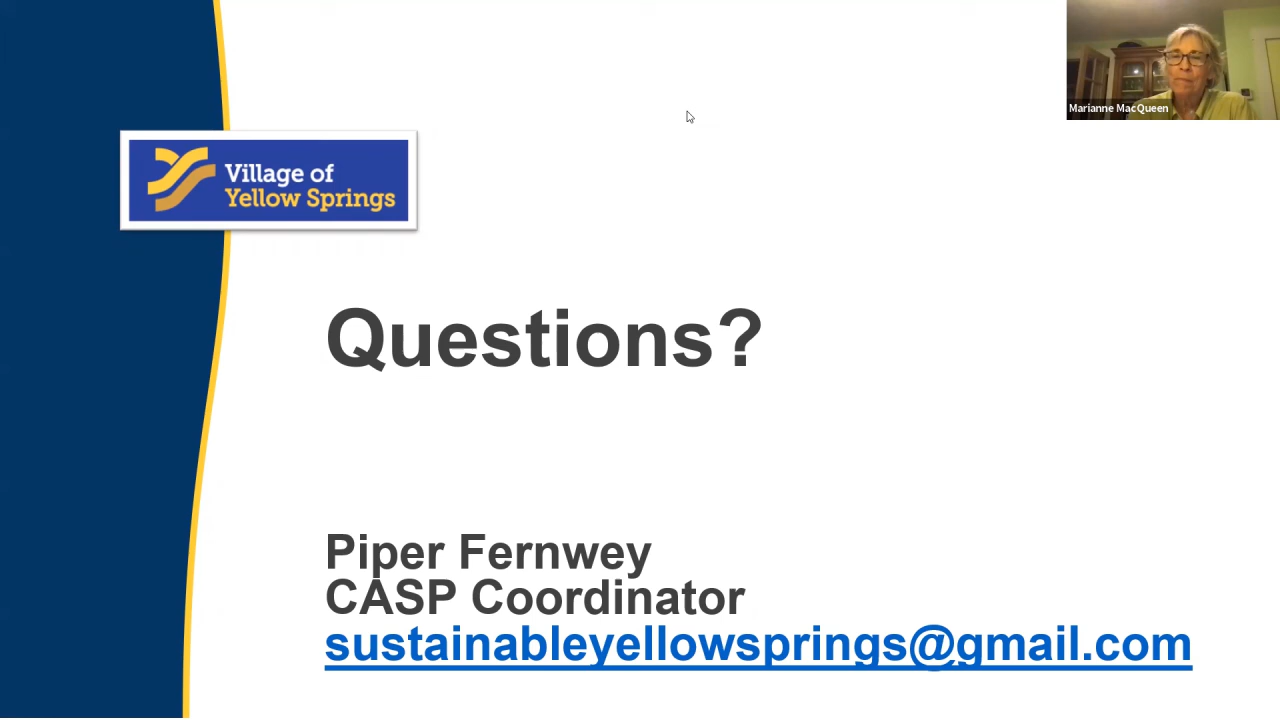 Marianne MacQueen
Village of
Yellow Springs
Questions?
Piper Fernwey
CASP Coordinator
sustainableyellowsprings@gmail.com